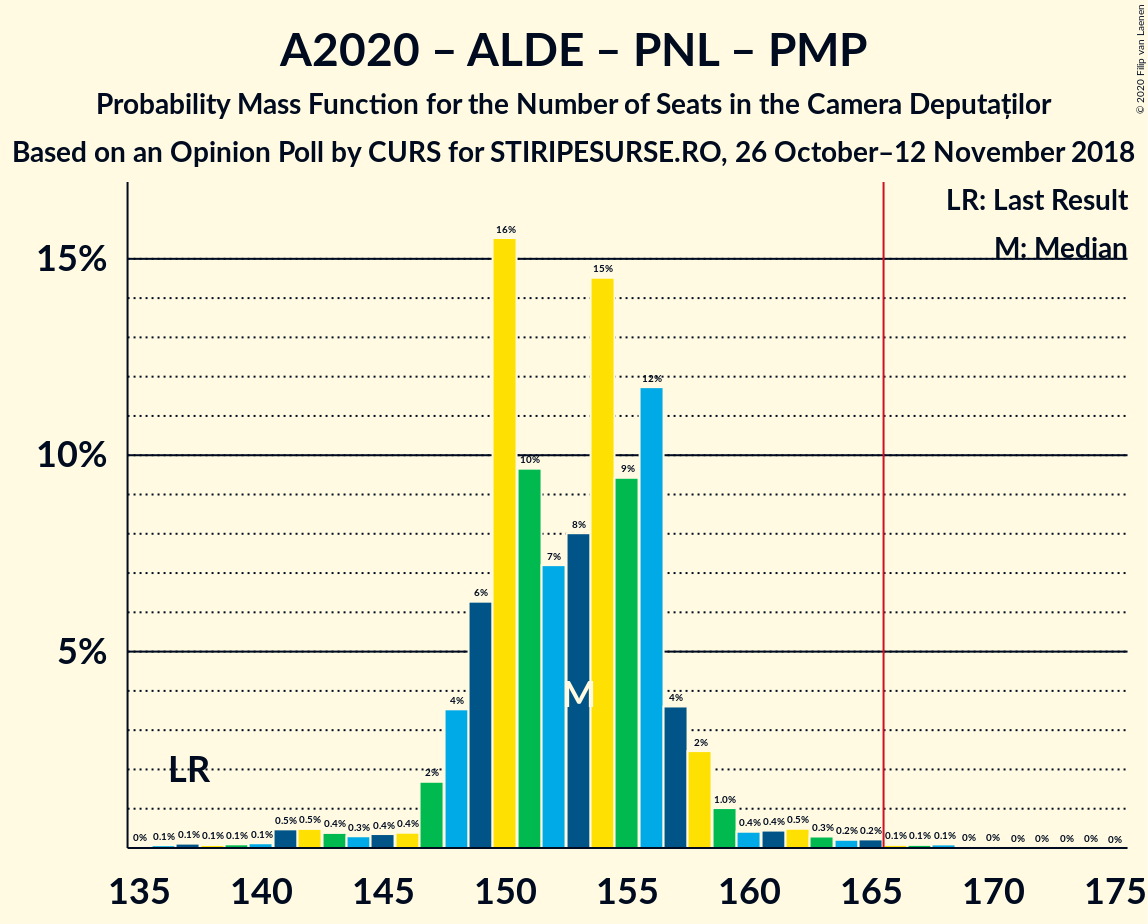 A2020 – ALDE – PNL – PMP
Probability Mass Function for the Number of Seats in the Camera Deputaților
Based on an Opinion Poll by CURS for STIRIPESURSE.RO, 26 October–12 November 2018
© 2020 Filip van Laenen
LR: Last Result
M: Median
15%
10%
5%
0% 0.1% 0.1% 0.1% 0.1% 0.1% 0.5% 0.5% 0.4% 0.3% 0.4% 0.4% 2% 4% 6% 16% 10% 7% 8% 15% 9% 12% 4% 2% 1.0% 0.4% 0.4% 0.5% 0.3% 0.2% 0.2% 0.1% 0.1% 0.1% 0% 0% 0% 0% 0% 0% 0%
M
LR
135 140 145 150 155 160 165 170 175